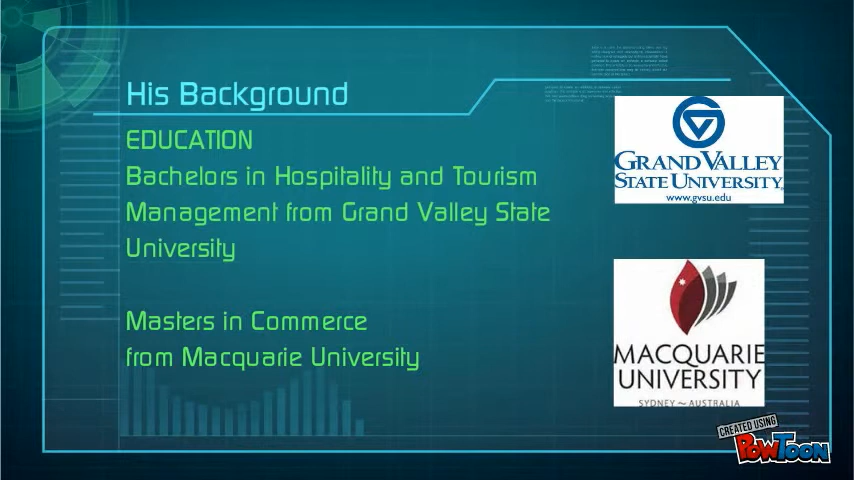 His Background
EDUCATION
Bachelors in Hospitality and Tourism
Management from Grand Valley State
University
Masters in Commerce
from Macquarie University
GRAND VALLEY
STATE UNIVERSITY
www.gvsu.edu
MACQUARIE
UNIVERSITY
SYDNEY ~ AUSTRALIA
CREATED USING
POWTOON